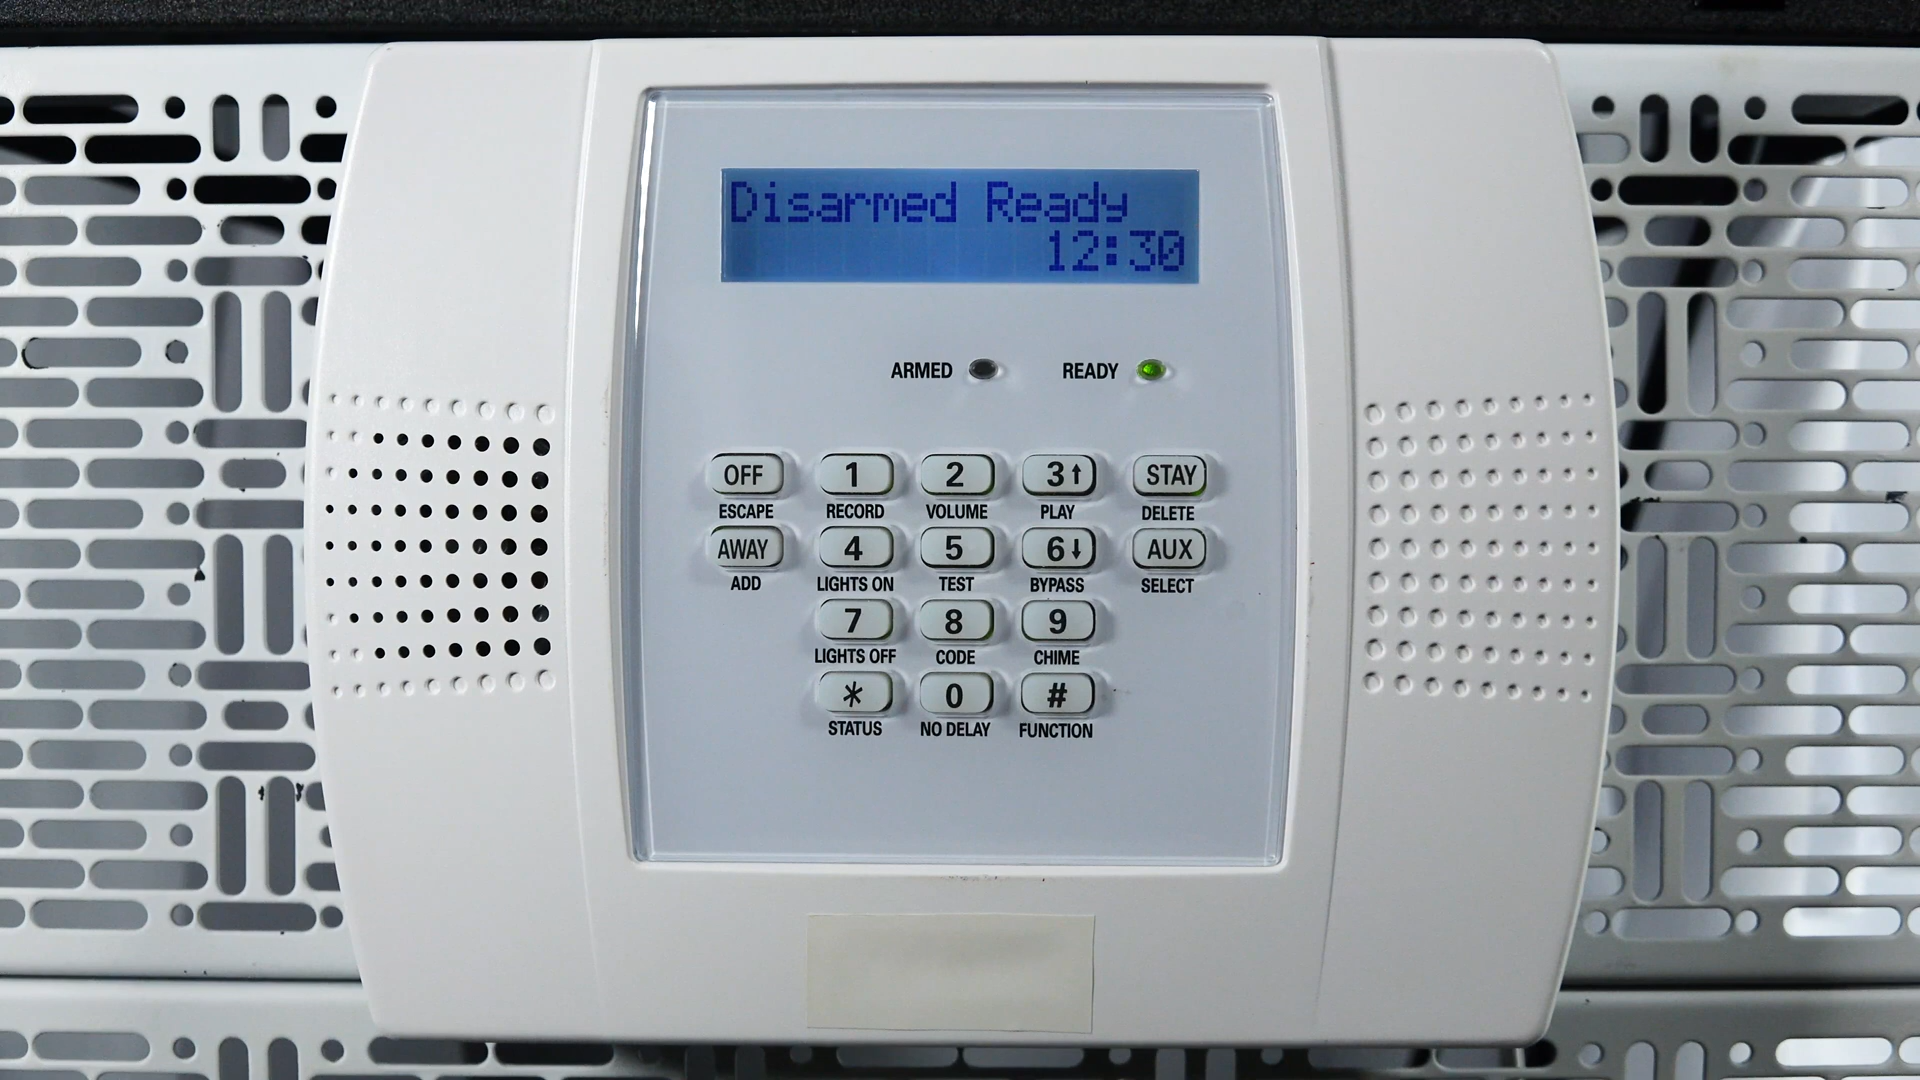 Disarmed Ready
12:30
ARMED READY
OFF 1 2 3↑ STAY
ESCAPE RECORD VOLUME PLAY DELETE
AWAY 4 5 6↓ AUX
ADD LIGHTS ON TEST BYPASS SELECT
7 8 9
LIGHTS OFF CODE CHIME
* 0 #
STATUS NO DELAY FUNCTION